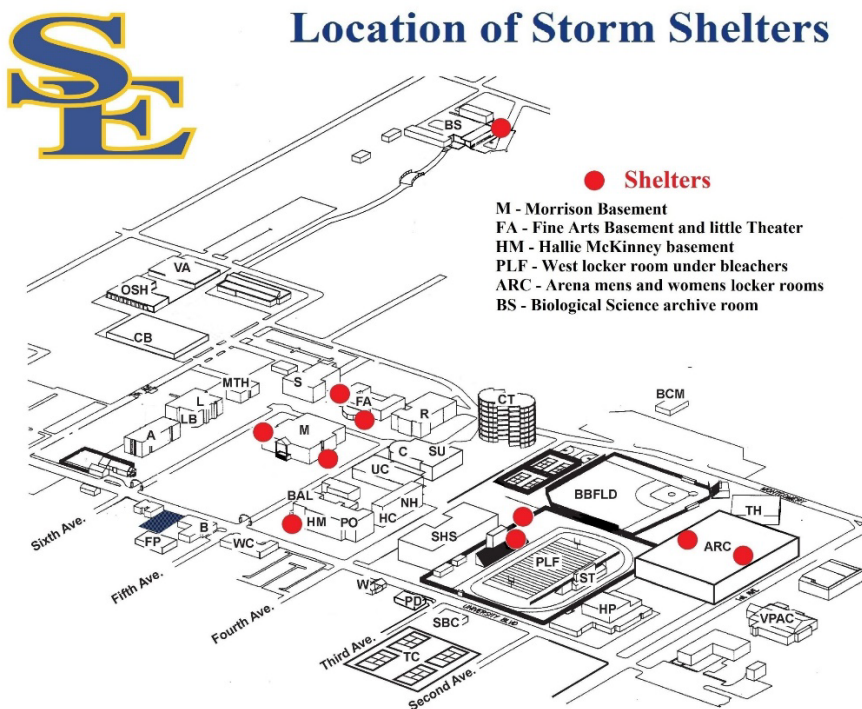 SE
Location of Storm Shelters
BS
Shelters
M - Morrison Basement
FA - Fine Arts Basement and little Theater
HM - Hallie McKinney basement
PLF - West locker room under bleachers
ARC - Arena mens and womens locker rooms
BS - Biological Science archive room
VA
OSH
CB
MTH
S
FA
L
LB
R
CT
BCM
A
M
C
SU
UC
BAL
NH
HM
PO
HC
BBFLD
MONTGOMERY
TH
Sixth Ave.
FP
B
WC
SHS
PLF
ST
ARC
Fifth Ave.
W
PD
UNIVERSITY BLVD
HP
VPAC
Fourth Ave.
SBC
TC
Third Ave.
Second Ave.